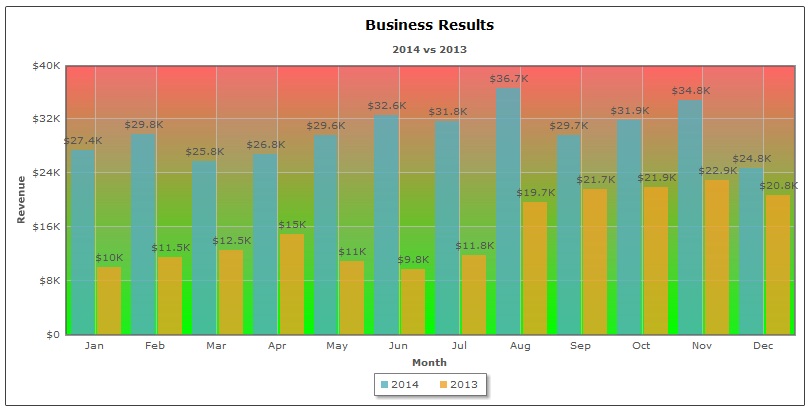 Business Results
2014 vs 2013
$40K
$32K
$24K
$16K
$8K
$0
Revenue
$27.4K
$29.8K
$25.8K
$26.8K
$29.6K
$32.6K
$31.8K
$36.7K
$29.7K
$31.9K
$34.8K
$24.8K
$10K
$11.5K
$12.5K
$15K
$11K
$9.8K
$11.8K
$19.7K
$21.7K
$21.9K
$22.9K
$20.8K
Jan Feb Mar Apr May Jun Jul Aug Sep Oct Nov Dec
Month
2014 2013